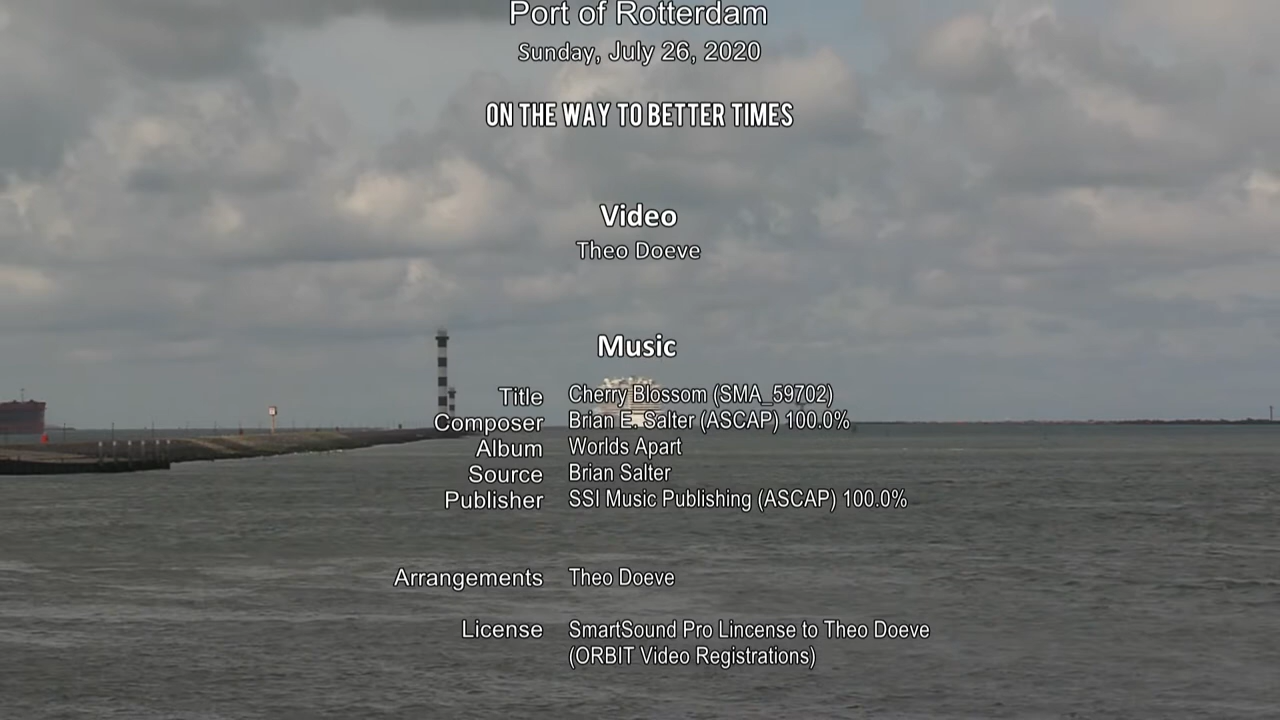 Port of Rotterdam
Sunday, July 26, 2020
ON THE WAY TO BETTER TIMES
Video
Theo Doeve
Music
Title Cherry Blossom (SMA_59702)
Composer Brian E. Salter (ASCAP) 100.0%
Album Worlds Apart
Source Brian Salter
Publisher SSI Music Publishing (ASCAP) 100.0%
Arrangements Theo Doeve
License SmartSound Pro Lincense to Theo Doeve
(ORBIT Video Registrations)